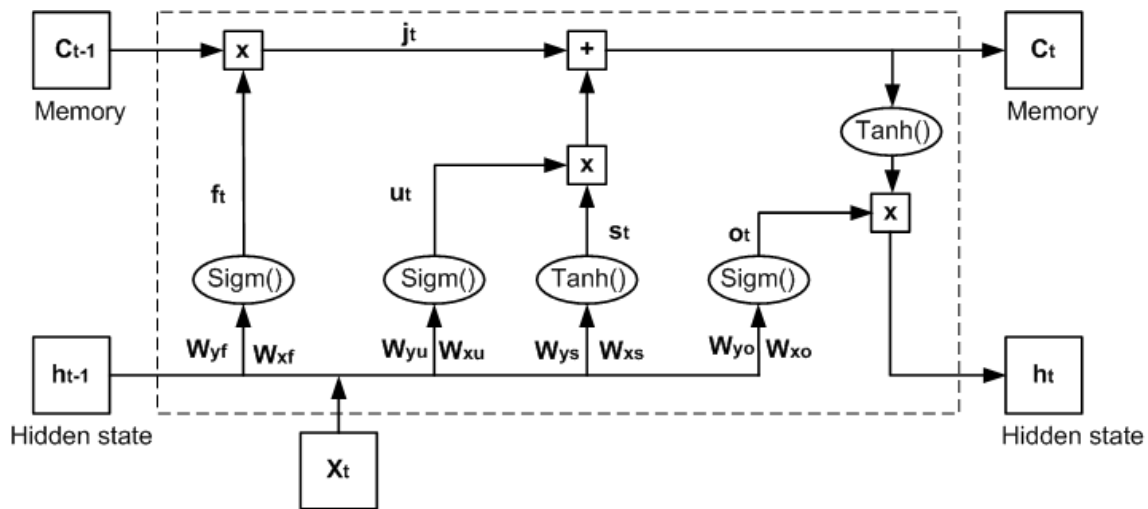 Ct-1
x
jt
+
Ct
Memory
Memory
Tanh()
ft
ut
x
x
st
ot
Sigm()
Sigm()
Tanh()
Sigm()
Wyf
Wxf
Wyu
Wxu
Wys
Wxs
Wyo
Wxo
ht-1
ht
Hidden state
Hidden state
Xt